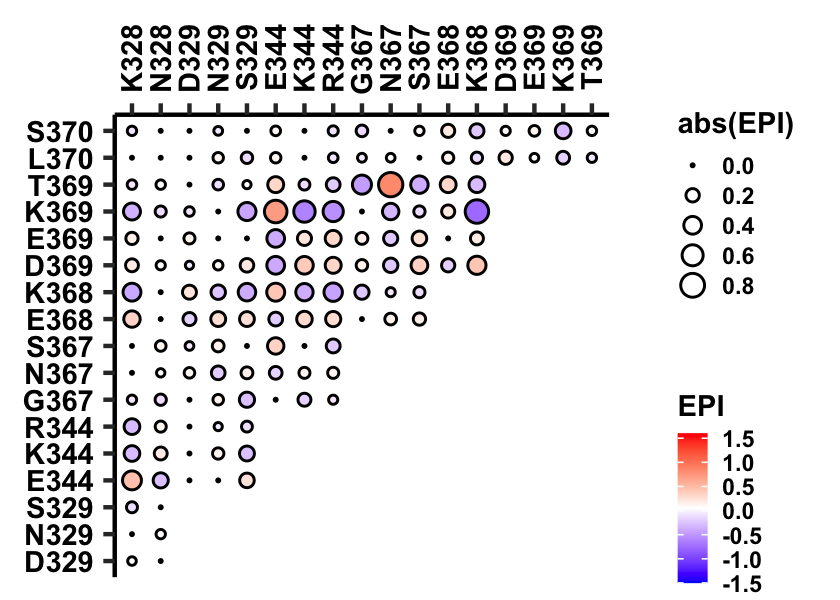 K328 N328 D329 N329 S329 E344 K344 R344 G367 N367 S367 E368 K368 D369 E369 K369 T369
S370
L370
T369
K369
E369
D369
K368
E368
S367
N367
G367
R344
K344
E344
S329
N329
D329
abs(EPI)
0.0
0.2
0.4
0.6
0.8
EPI
1.5
1.0
0.5
0.0
-0.5
-1.0
-1.5